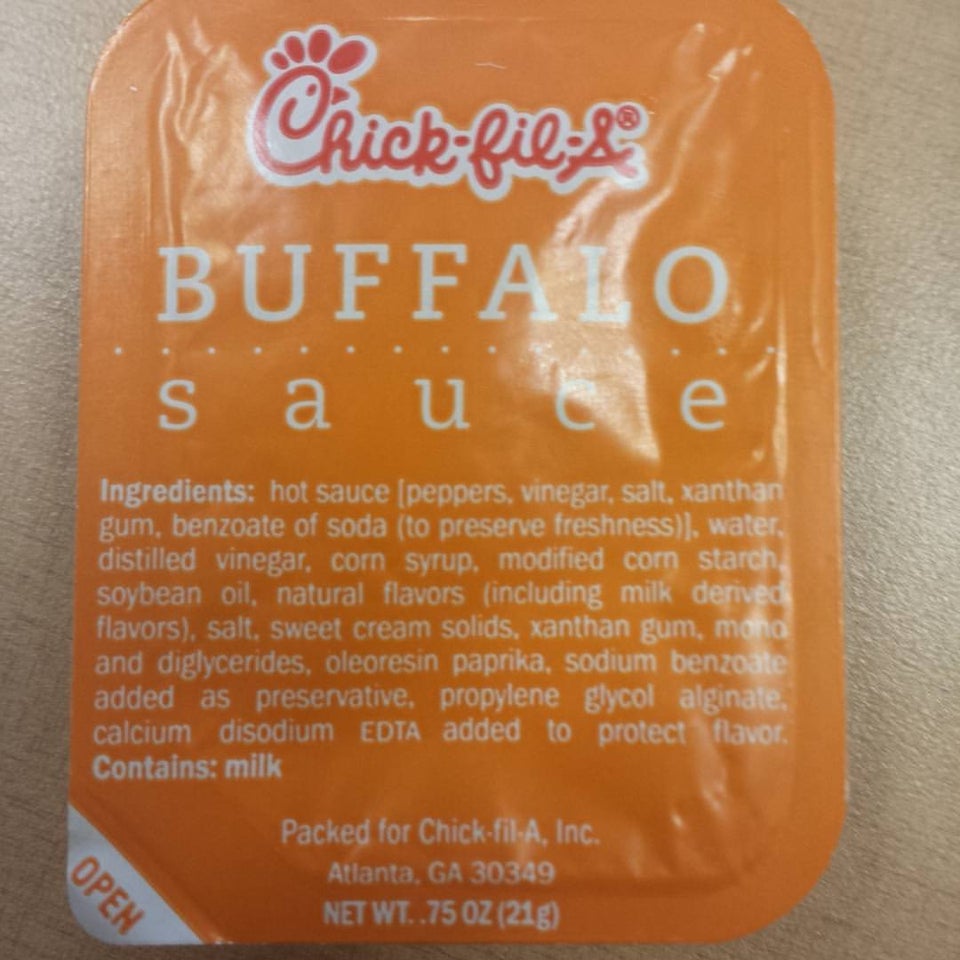 Chick-fil-A®
BUFFALO
sauce
Ingredients: hot sauce [peppers, vinegar, salt, xanthan
gum, benzoate of soda (to preserve freshness)], water,
distilled vinegar, corn syrup, modified corn starch,
soybean oil, natural flavors (including milk derived
flavors), salt, sweet cream solids, xanthan gum, mono
and diglycerides, oleoresin paprika, sodium benzoate
added as preservative, propylene glycol alginate,
calcium disodium EDTA added to protect flavor.
Contains: milk
Packed for Chick-fil-A, Inc.
Atlanta, GA 30349
NET WT. .75 OZ (21g)
OPEN